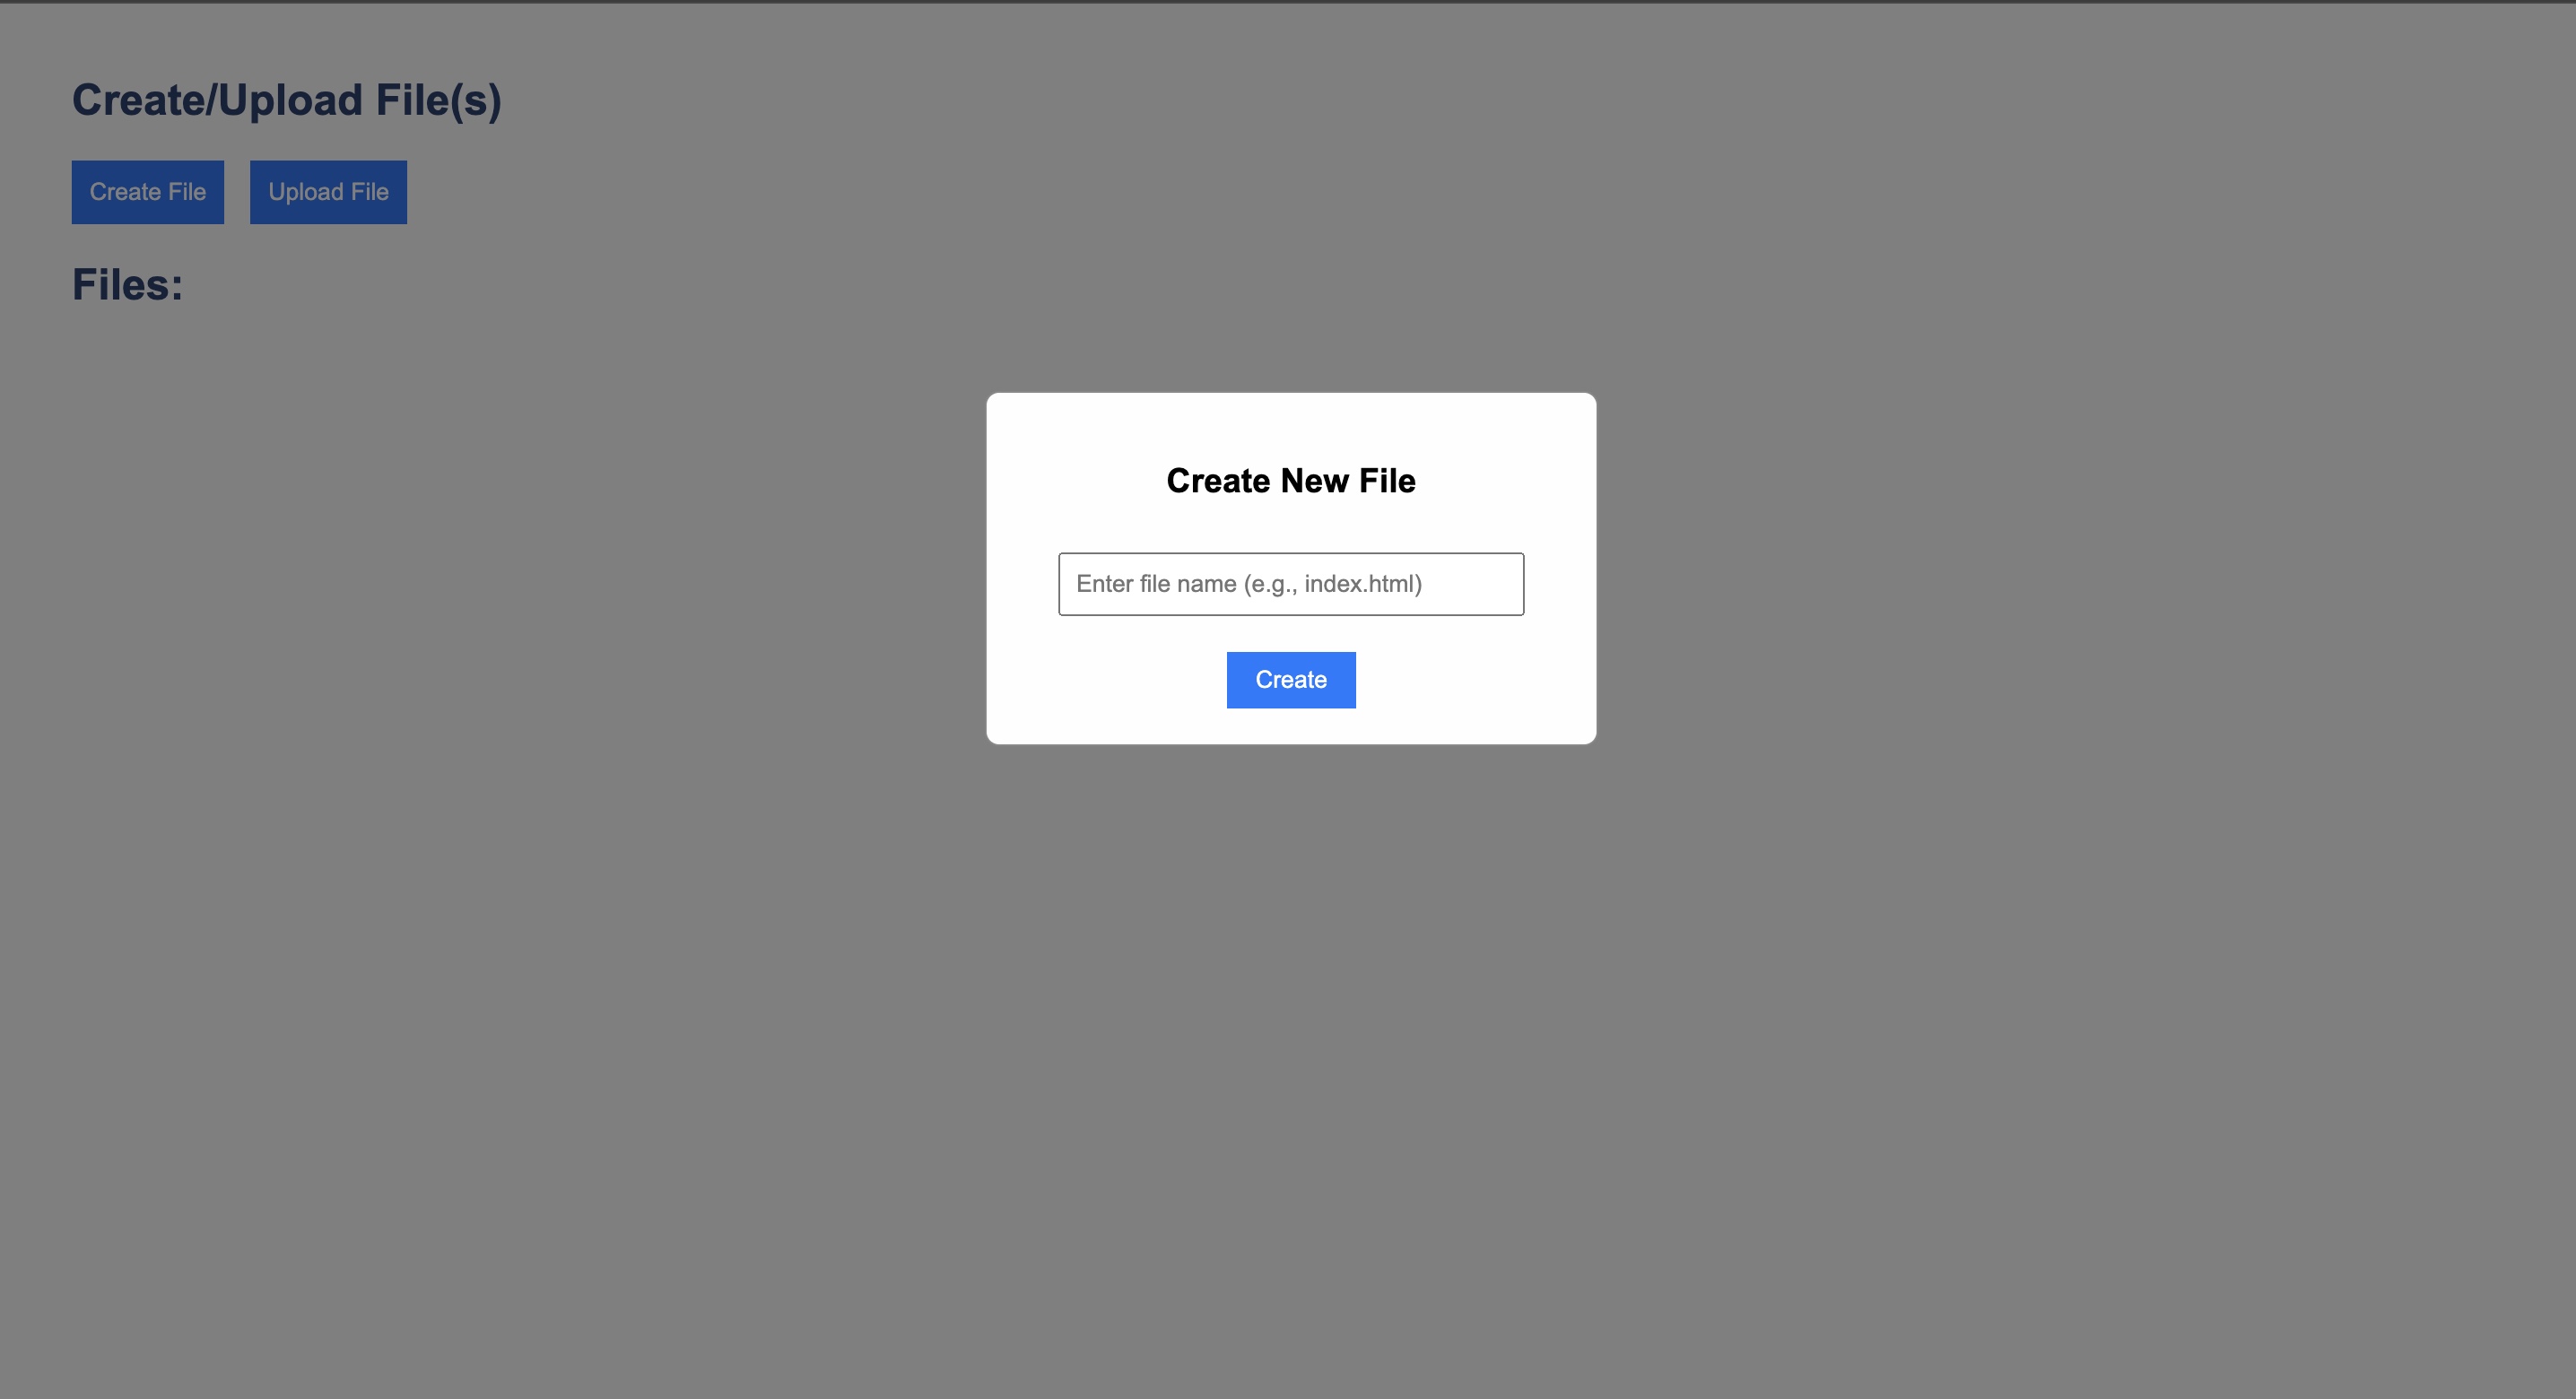 Create/Upload File(s)
Create File
Upload File
Files:
Create New File
Enter file name (e.g., index.html)
Create